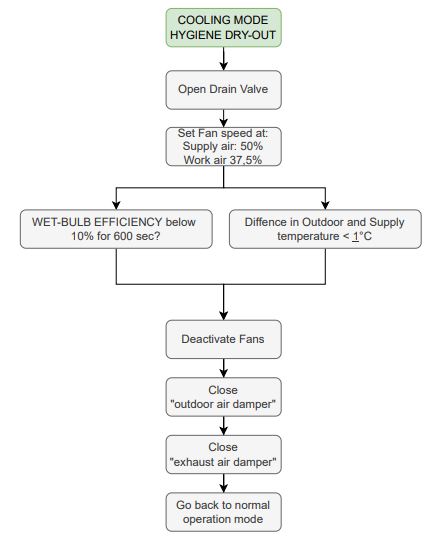 COOLING MODE
HYGIENE DRY-OUT
Open Drain Valve
Set Fan speed at:
Supply air: 50%
Work air 37,5%
WET-BULB EFFICIENCY below
10% for 600 sec?
Diffence in Outdoor and Supply
temperature < 1°C
Deactivate Fans
Close
"outdoor air damper"
Close
"exhaust air damper"
Go back to normal
operation mode